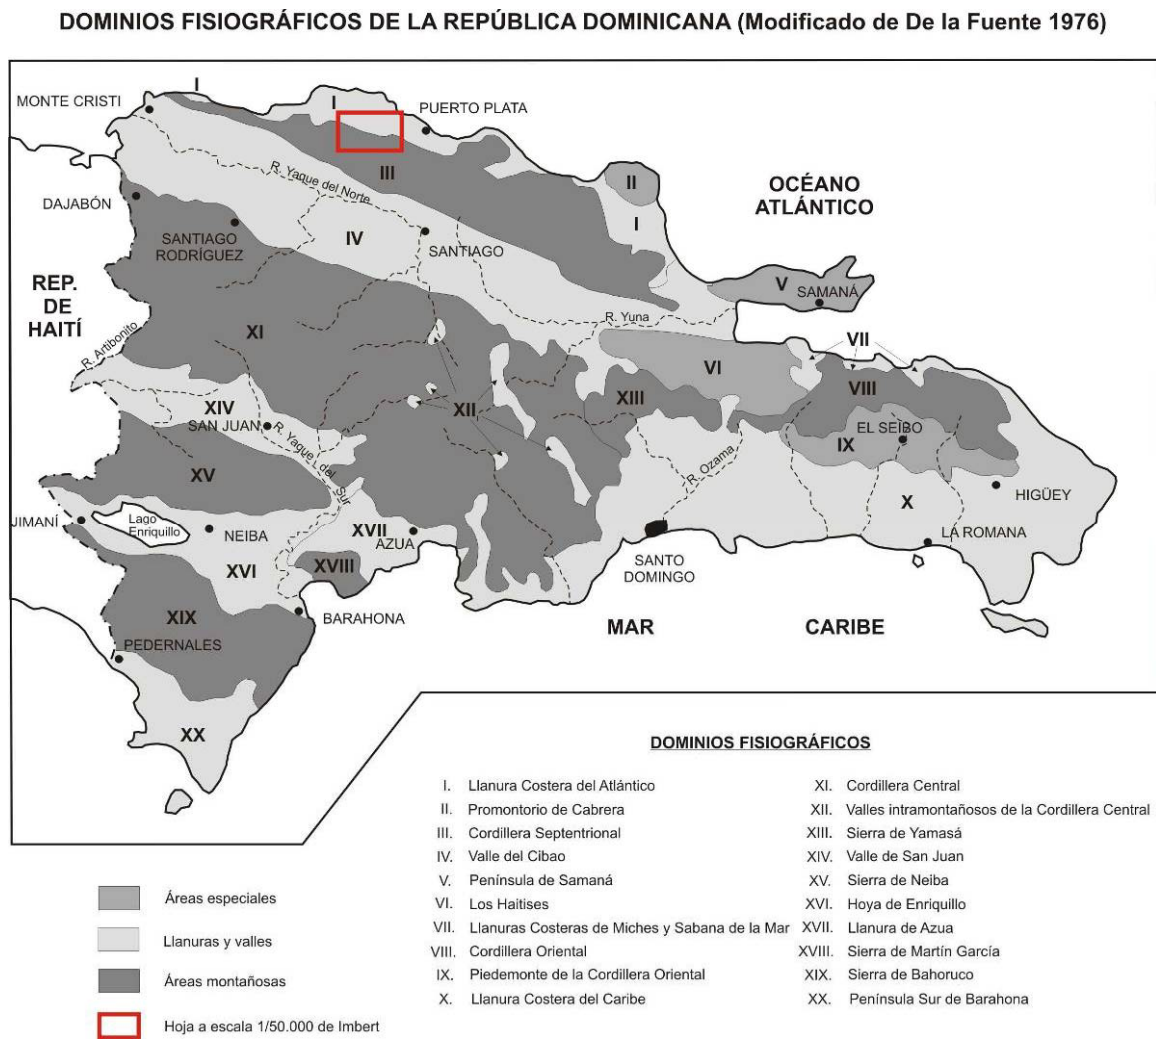 DOMINIOS FISIOGRÁFICOS DE LA REPÚBLICA DOMINICANA (Modificado de De la Fuente 1976)
I
MONTE CRISTI
I
PUERTO PLATA
III
II
R. Yaque del Norte
OCÉANO
ATLÁNTICO
DAJABÓN
I
SANTIAGO
RODRÍGUEZ
IV
SANTIAGO
REP.
DE
HAITÍ
V
SAMANÁ
R. Yuna
XI
R. Artibonito
VII
VI
VIII
XII
XIII
XIV
SAN JUAN
EL SEIBO
IX
R. Yaque del Sur
XV
R. Ozama
X
HIGÜEY
JIMANÍ
Lago
Enriquillo
NEIBA
XVII
AZUA
LA ROMANA
XVI
XVIII
SANTO
DOMINGO
XIX
BARAHONA
MAR
CARIBE
PEDERNALES
XX
DOMINIOS FISIOGRÁFICOS
I. Llanura Costera del Atlántico
II. Promontorio de Cabrera
III. Cordillera Septentrional
IV. Valle del Cibao
V. Península de Samaná
VI. Los Haitises
VII. Llanuras Costeras de Miches y Sabana de la Mar
VIII. Cordillera Oriental
IX. Piedemonte de la Cordillera Oriental
X. Llanura Costera del Caribe
XI. Cordillera Central
XII. Valles intramontañosos de la Cordillera Central
XIII. Sierra de Yamasá
XIV. Valle de San Juan
XV. Sierra de Neiba
XVI. Hoya de Enriquillo
XVII. Llanura de Azua
XVIII. Sierra de Martín García
XIX. Sierra de Bahoruco
XX. Península Sur de Barahona
Áreas especiales
Llanuras y valles
Áreas montañosas
Hoja a escala 1/50.000 de Imbert